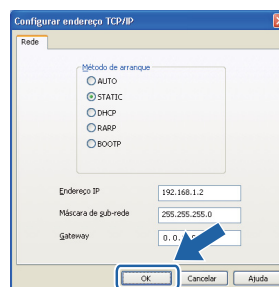 Configurar endereço TCP/IP
Rede
Método de arranque
AUTO
STATIC
DHCP
RARP
BOOTP
Endereço IP 192.168.1.2
Máscara de sub-rede 255.255.255.0
Gateway 0. 0.
OK Cancelar Ajuda